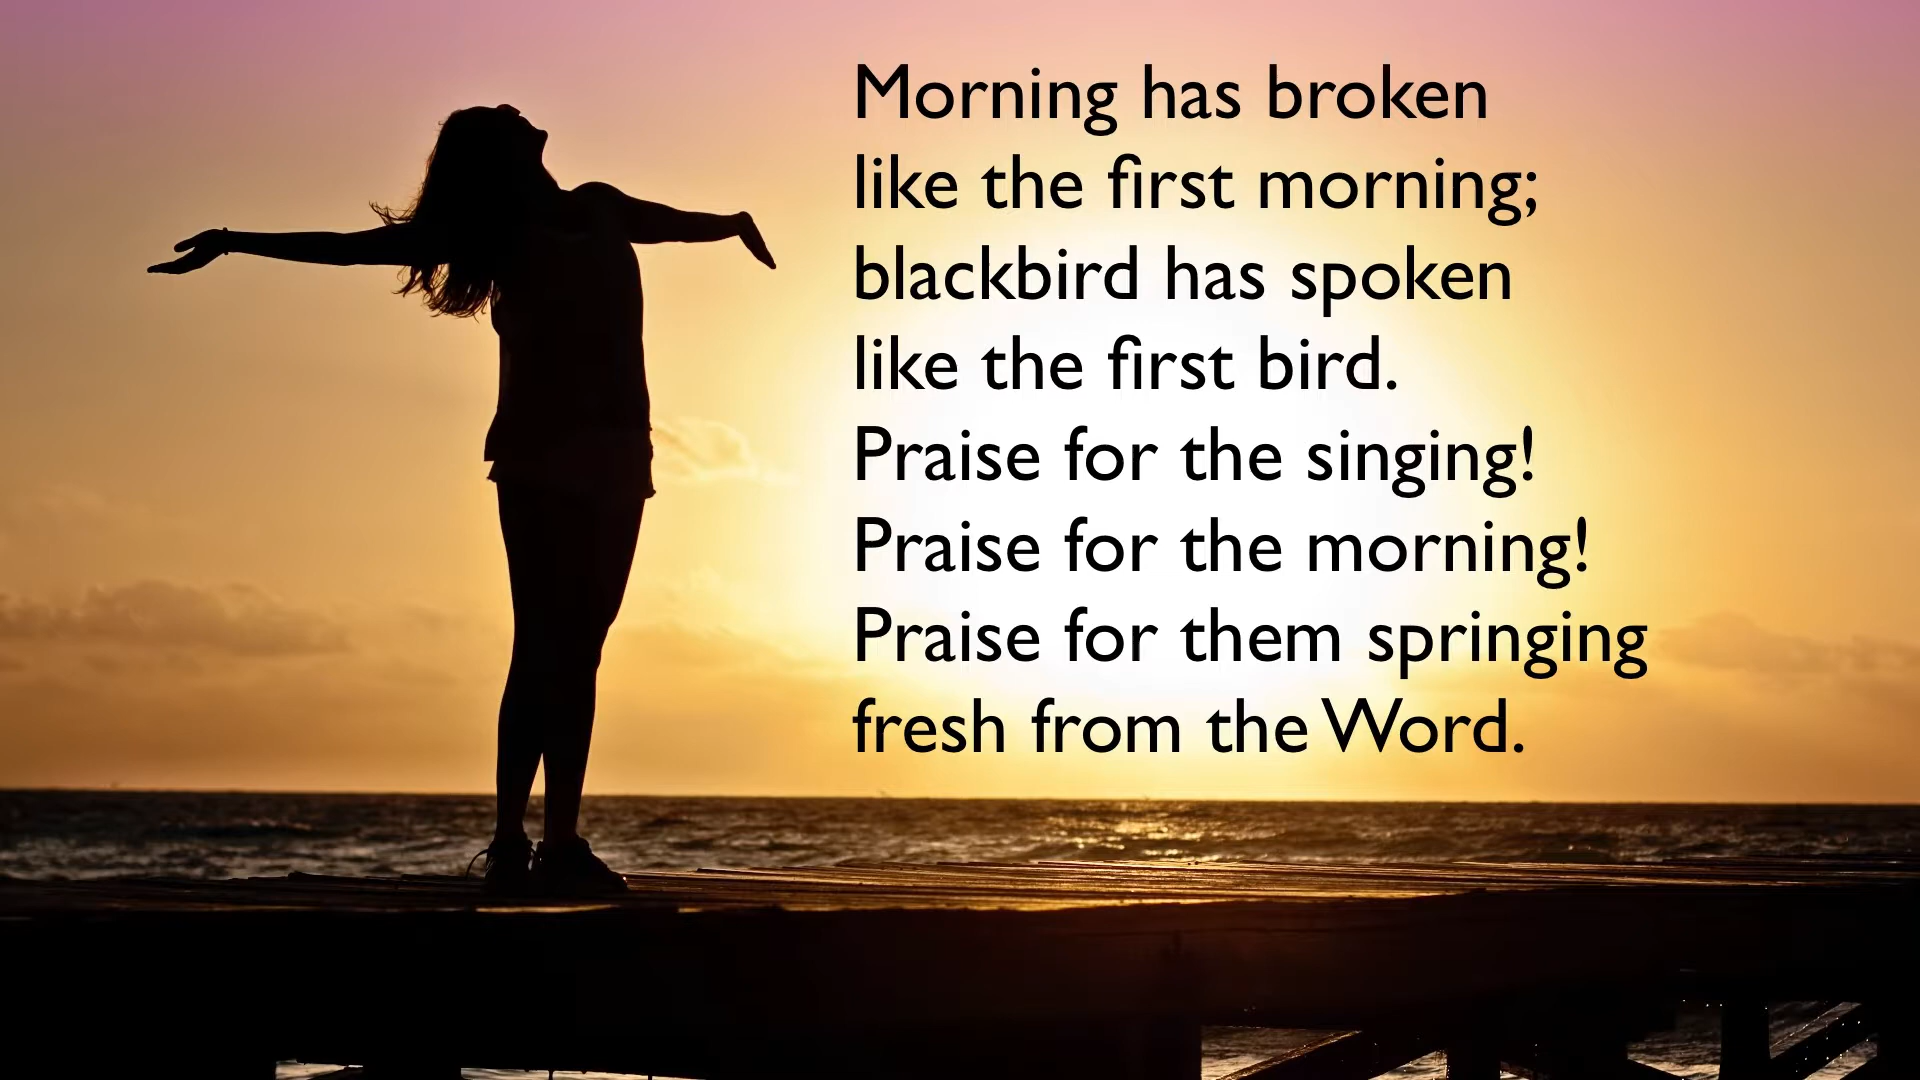 Morning has broken
like the first morning;
blackbird has spoken
like the first bird.
Praise for the singing!
Praise for the morning!
Praise for them springing
fresh from the Word.